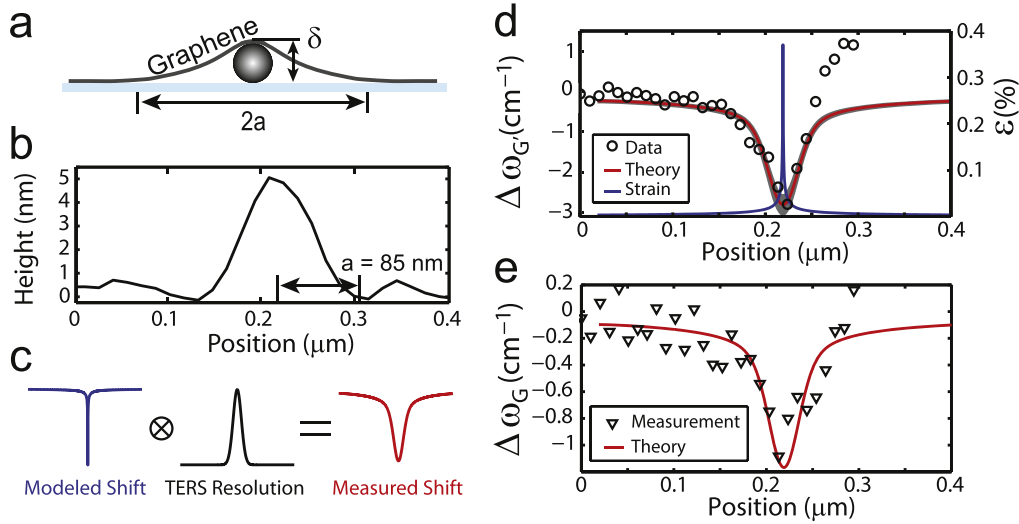 a
Graphene
δ
2a
b
Height (nm)
5
4
3
2
1
0
a = 85 nm
0 0.1 0.2 0.3 0.4
Position (μm)
c
⊗ =
Modeled Shift TERS Resolution Measured Shift
d
Δω_G' (cm⁻¹)
1
0
−1
−2
−3
0.4
0.3
0.2
0.1
ε(%)
Data
Theory
Strain
0 0.1 0.2 0.3 0.4
Position (μm)
e
Δω_G (cm⁻¹)
0.2
0
−0.2
−0.4
−0.6
−0.8
−1
Measurement
Theory
0 0.1 0.2 0.3 0.4
Position (μm)